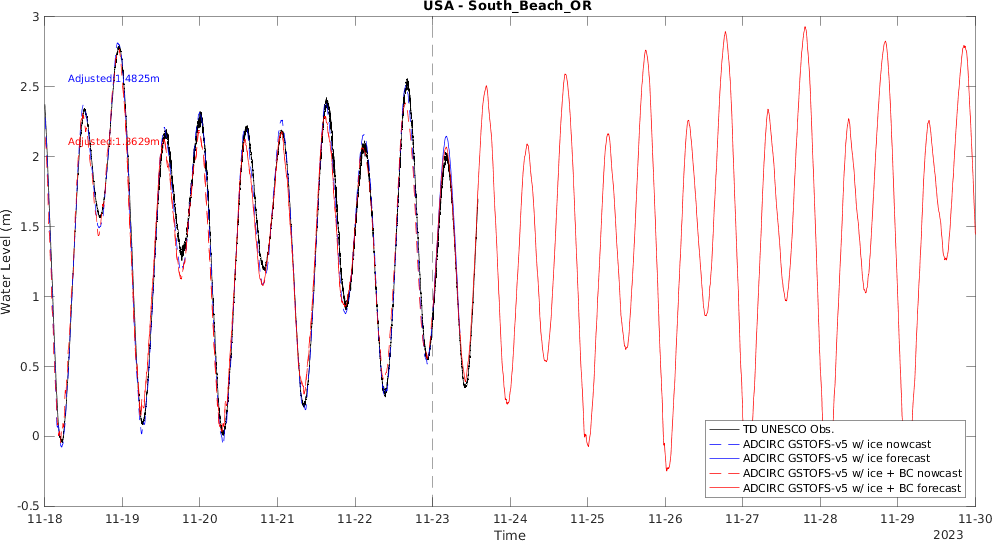 USA - South_Beach_OR
3
2.5
2
1.5
1
0.5
0
-0.5
Water Level (m)
Adjusted:1.4825m
Adjusted:1.3629m
TD UNESCO Obs.
ADCIRC GSTOFS-v5 w/ ice nowcast
ADCIRC GSTOFS-v5 w/ ice forecast
ADCIRC GSTOFS-v5 w/ ice + BC nowcast
ADCIRC GSTOFS-v5 w/ ice + BC forecast
11-18 11-19 11-20 11-21 11-22 11-23 11-24 11-25 11-26 11-27 11-28 11-29 11-30
Time
2023